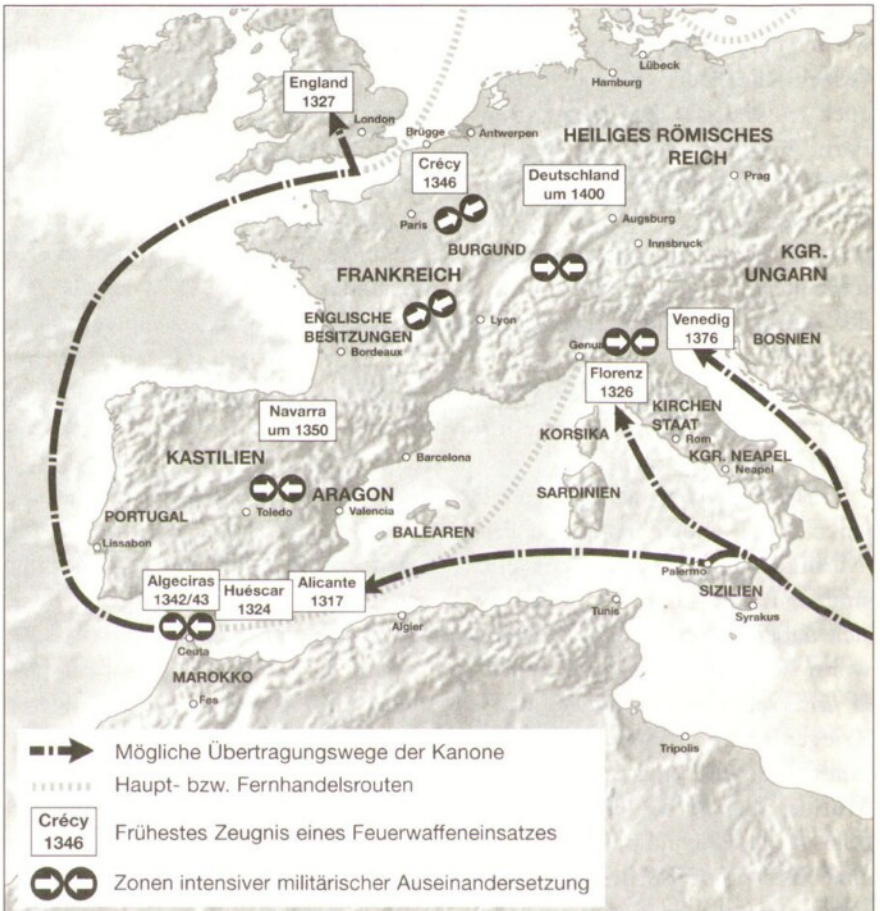 Lübeck
Hamburg
England
1327
London
Brügge
Antwerpen
HEILIGES RÖMISCHES
REICH
Crécy
1346
Deutschland
um 1400
Prag
Paris
Augsburg
BURGUND
Innsbruck
KGR.
UNGARN
FRANKREICH
ENGLISCHE
BESITZUNGEN
Lyon
Bordeaux
Venedig
1376
BOSNIEN
Genua
Florenz
1326
Navarra
um 1350
KIRCHEN
STAAT
KORSIKA
Rom
KASTILIEN
Barcelona
KGR. NEAPEL
Neapel
ARAGON
SARDINIEN
PORTUGAL
Toledo
Valencia
BALEAREN
Lissabon
Palermo
Algeciras
1342/43
Huéscar
1324
Alicante
1317
SIZILIEN
Tunis
Syrakus
Algier
Ceuta
MAROKKO
Fes
Tripolis
Mögliche Übertragungswege der Kanone
Haupt- bzw. Fernhandelsrouten
Crécy
1346
Frühestes Zeugnis eines Feuerwaffeneinsatzes
Zonen intensiver militärischer Auseinandersetzung